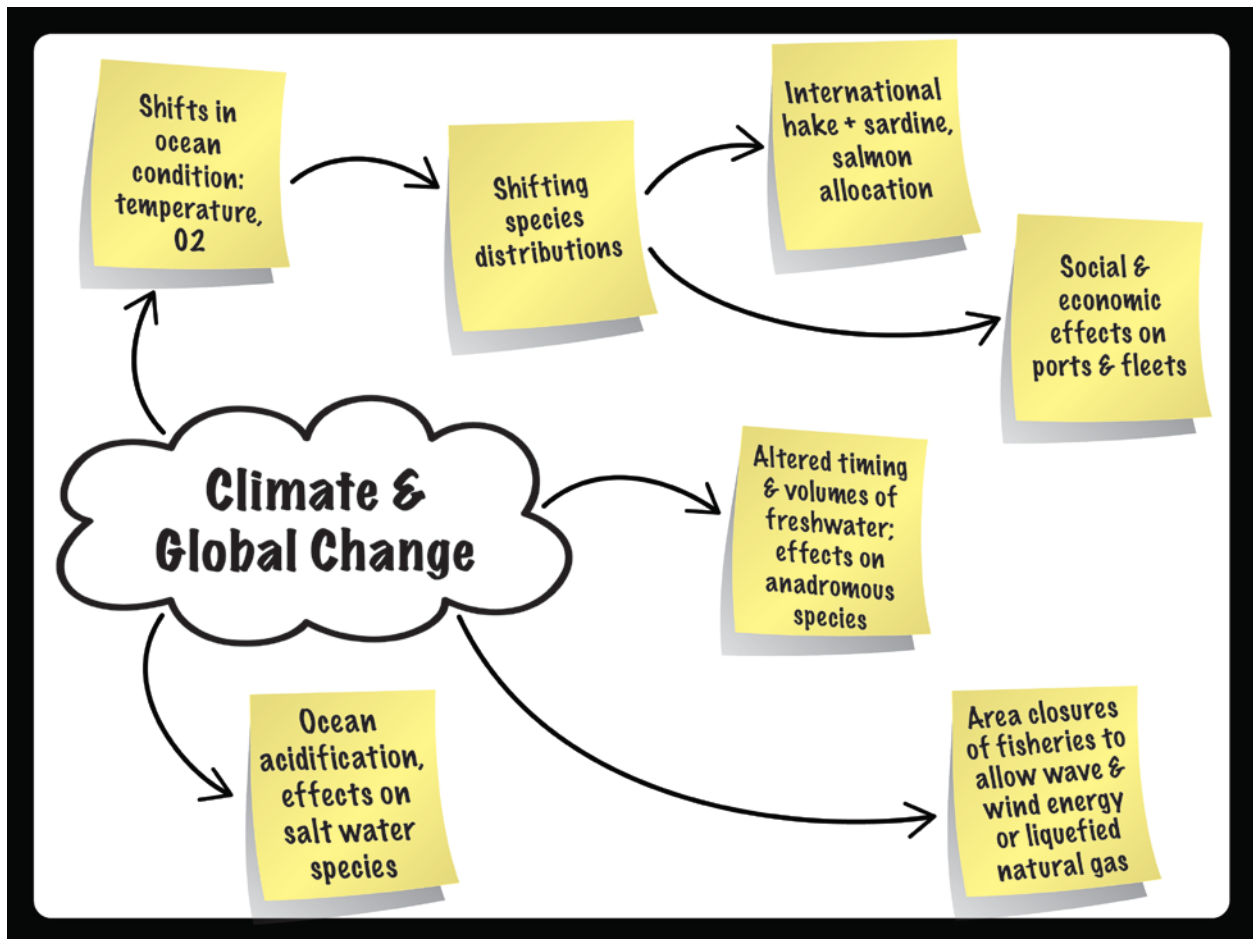 Shifts in
ocean
condition:
temperature,
O2
Shifting
species
distributions
International
hake + sardine,
salmon
allocation
Social &
economic
effects on
ports & fleets
Climate &
Global Change
Altered timing
& volumes of
freshwater;
effects on
anadromous
species
Ocean
acidification,
effects on
salt water
species
Area closures
of fisheries to
allow wave &
wind energy
or liquefied
natural gas